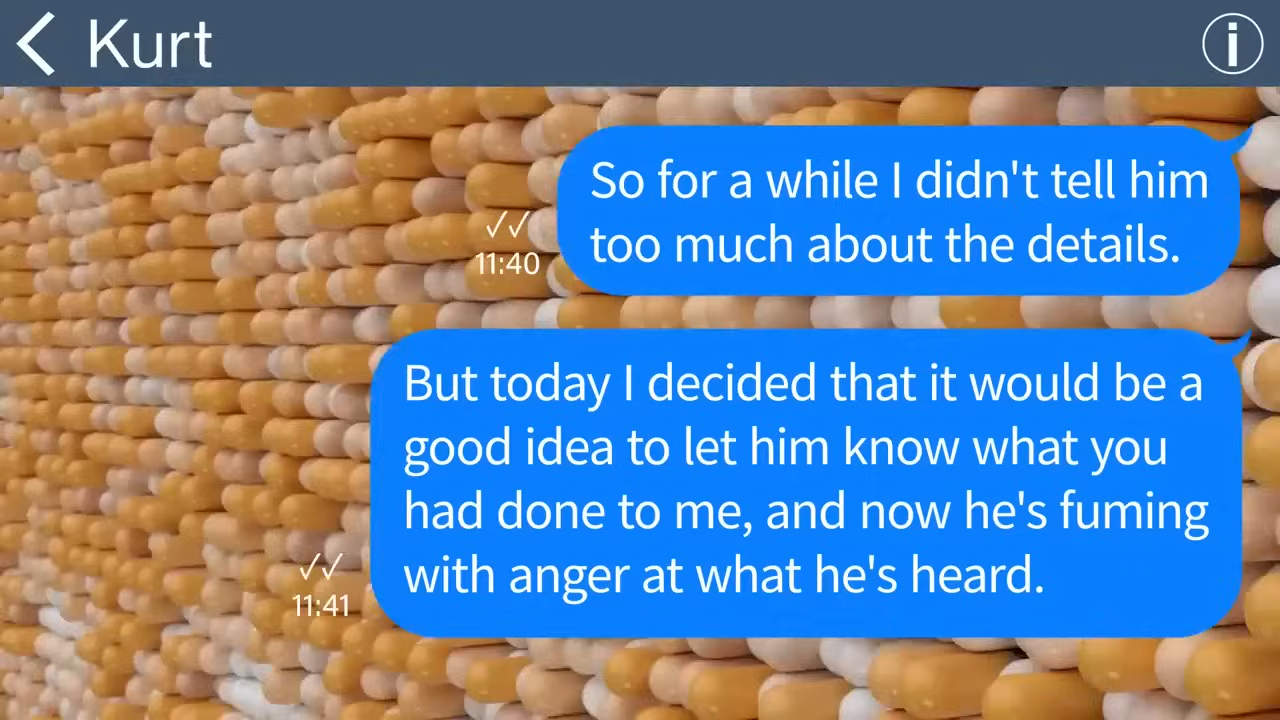 Kurt
So for a while I didn't tell him
too much about the details.
✓✓
11:40
But today I decided that it would be a
good idea to let him know what you
had done to me, and now he's fuming
with anger at what he's heard.
✓✓
11:41